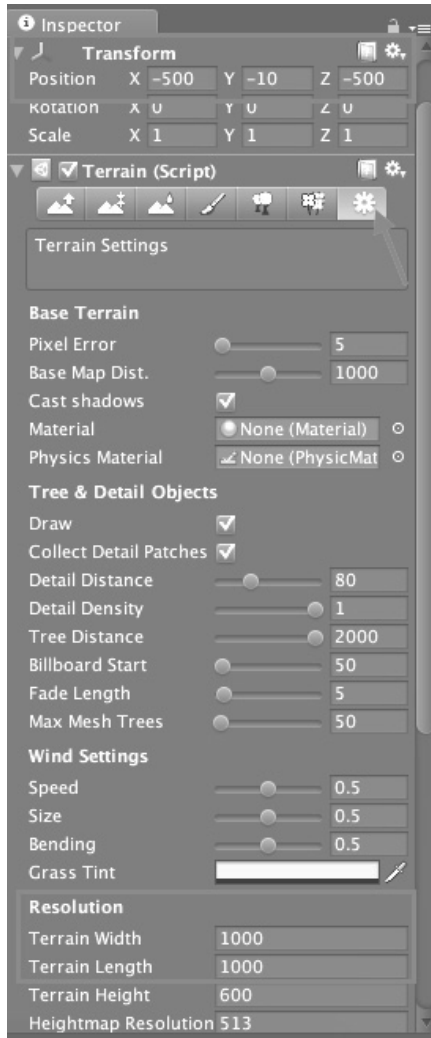 Inspector
Transform
Position X -500 Y -10 Z -500
Rotation X 0 Y 0 Z 0
Scale X 1 Y 1 Z 1
Terrain (Script)
Terrain Settings
Base Terrain
Pixel Error 5
Base Map Dist. 1000
Cast shadows
Material None (Material)
Physics Material None (PhysicMat
Tree & Detail Objects
Draw
Collect Detail Patches
Detail Distance 80
Detail Density 1
Tree Distance 2000
Billboard Start 50
Fade Length 5
Max Mesh Trees 50
Wind Settings
Speed 0.5
Size 0.5
Bending 0.5
Grass Tint
Resolution
Terrain Width 1000
Terrain Length 1000
Terrain Height 600
Heightmap Resolution 513